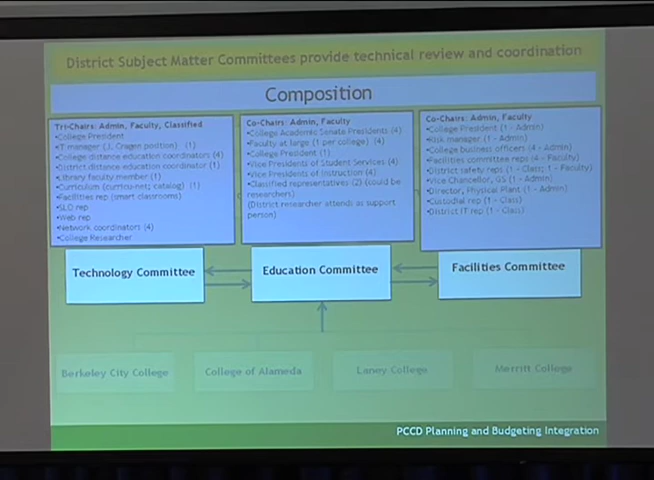 District Subject Matter Committees provide technical review and coordination
Composition
Tri-Chairs: Admin, Faculty, Classified
•College President
•IT manager (J. Cragen position) (1)
•College distance education coordinators (4)
•District distance education coordinator (1)
•Library faculty member (1)
•Curriculum (curricu-net; catalog) (1)
•Facilities rep (smart classrooms)
•SLO rep
•Web rep
•Network coordinators (4)
•College Researcher
Co-Chairs: Admin, Faculty
•College Academic Senate Presidents (4)
•Faculty at large (1 per college) (4)
•College President (1)
•Vice Presidents of Student Services (4)
•Vice Presidents of Instruction (4)
•Classified representatives (2) (could be
researchers)
(District researcher attends as support
person)
Co-Chairs: Admin, Faculty
•College President (1 - Admin)
•Risk manager (1 - Admin)
•College business officers (4 - Admin)
•Facilities committee reps (4 - Faculty)
•District safety reps (1 - Class; 1 - Faculty)
•Vice Chancellor, GS (1 - Admin)
•Director, Physical Plant (1 - Admin)
•Custodial rep (1 - Class)
•District IT rep (1 - Class)
Technology Committee
Education Committee
Facilities Committee
Berkeley City College
College of Alameda
Laney College
Merritt College
PCCD Planning and Budgeting Integration